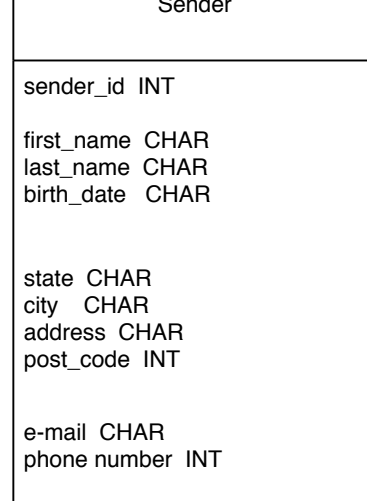 Sender
sender_id INT
first_name CHAR
last_name CHAR
birth_date CHAR
state CHAR
city CHAR
address CHAR
post_code INT
e-mail CHAR
phone number INT